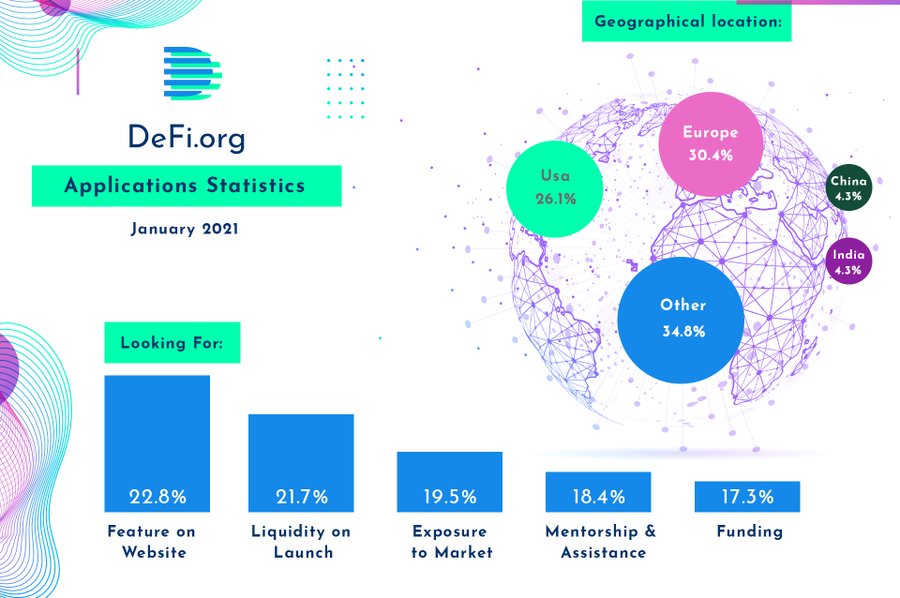 DeFi.org
Applications Statistics
January 2021
Geographical location:
Europe
30.4%
Usa
26.1%
China
4.3%
India
4.3%
Other
34.8%
Looking For:
22.8%
21.7%
19.5%
18.4%
17.3%
Feature on
Website
Liquidity on
Launch
Exposure
to Market
Mentorship &
Assistance
Funding